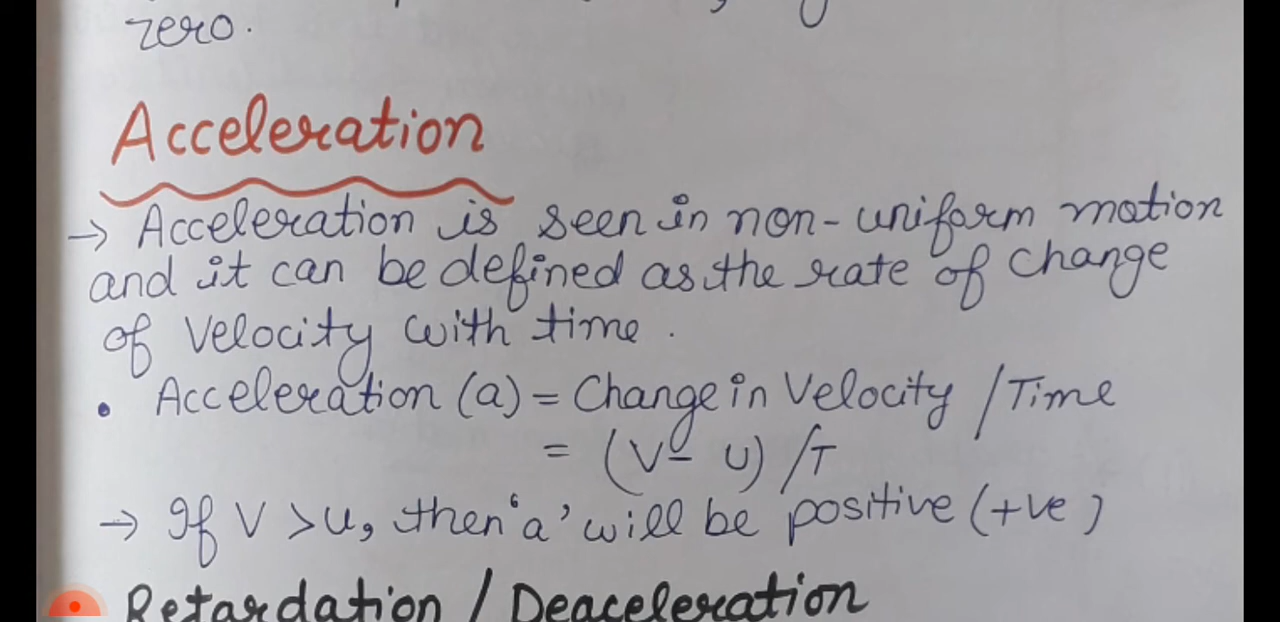 zero.
Acceleration
→ Acceleration is seen in non-uniform motion
and it can be defined as the rate of change
of Velocity with time.
• Acceleration (a) = Change in Velocity / Time
= (V - U) / T
→ If V > u, then 'a' will be positive (+ve)
Retardation / Deaceleration